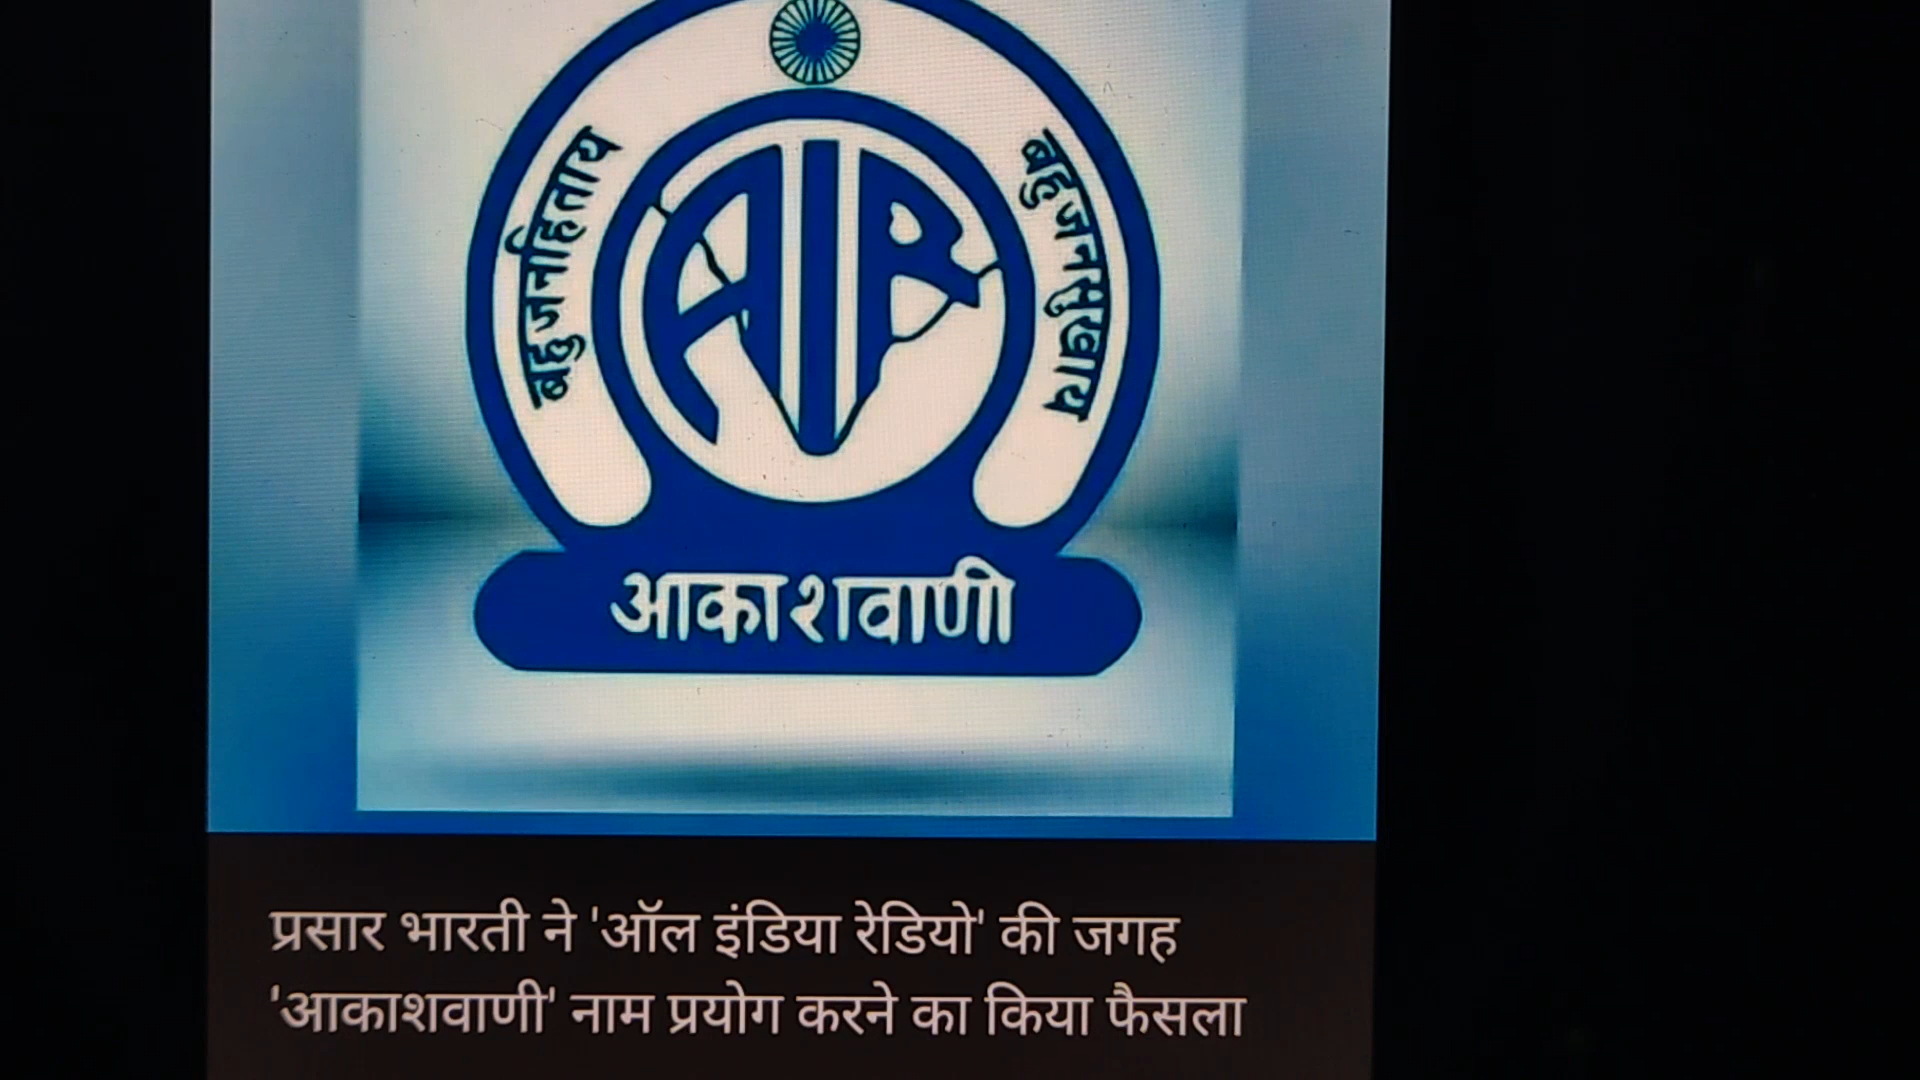 बहुजनहिताय
बहुजनसुखाय
AIR
आकाशवाणी
प्रसार भारती ने 'ऑल इंडिया रेडियो' की जगह
'आकाशवाणी' नाम प्रयोग करने का किया फैसला